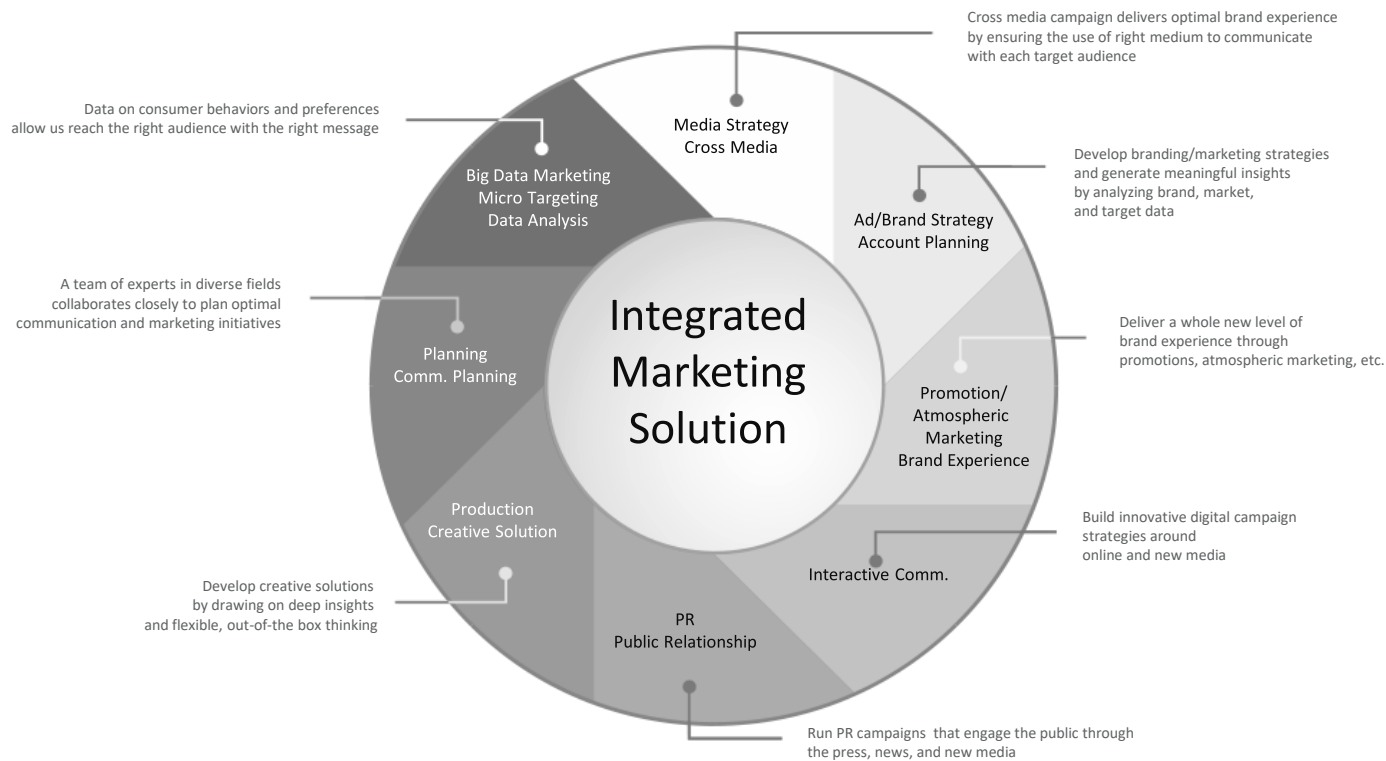 Cross media campaign delivers optimal brand experience
by ensuring the use of right medium to communicate
with each target audience
Data on consumer behaviors and preferences
allow us reach the right audience with the right message
Media Strategy
Cross Media
Develop branding/marketing strategies
and generate meaningful insights
by analyzing brand, market,
and target data
Big Data Marketing
Micro Targeting
Data Analysis
Ad/Brand Strategy
Account Planning
A team of experts in diverse fields
collaborates closely to plan optimal
communication and marketing initiatives
Integrated
Marketing
Solution
Deliver a whole new level of
brand experience through
promotions, atmospheric marketing, etc.
Planning
Comm. Planning
Promotion/
Atmospheric
Marketing
Brand Experience
Production
Creative Solution
Build innovative digital campaign
strategies around
online and new media
Interactive Comm.
Develop creative solutions
by drawing on deep insights
and flexible, out-of-the box thinking
PR
Public Relationship
Run PR campaigns  that engage the public through
the press, news, and new media